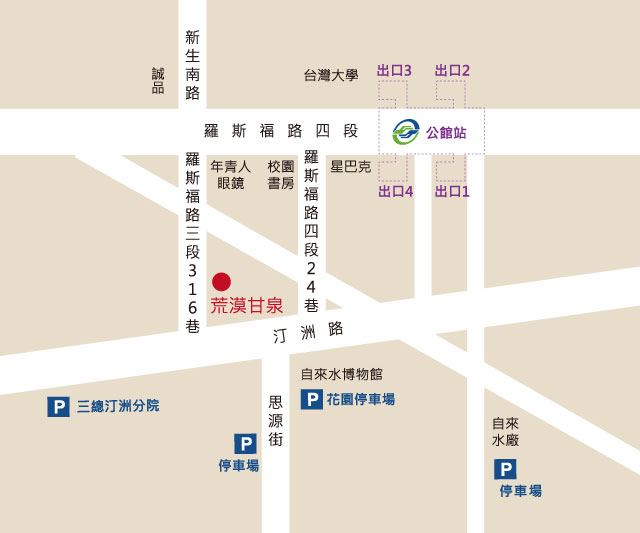 新生南路
誠品
台灣大學
出口3
出口2
羅斯福路四段
公館站
羅斯福路三段316巷
年青人
眼鏡
校園
書房
羅斯福路四段24巷
星巴克
出口4
出口1
荒漠甘泉
汀洲路
自來水博物館
P 花園停車場
P 三總汀洲分院
思源街
P
停車場
自來
水廠
P
停車場